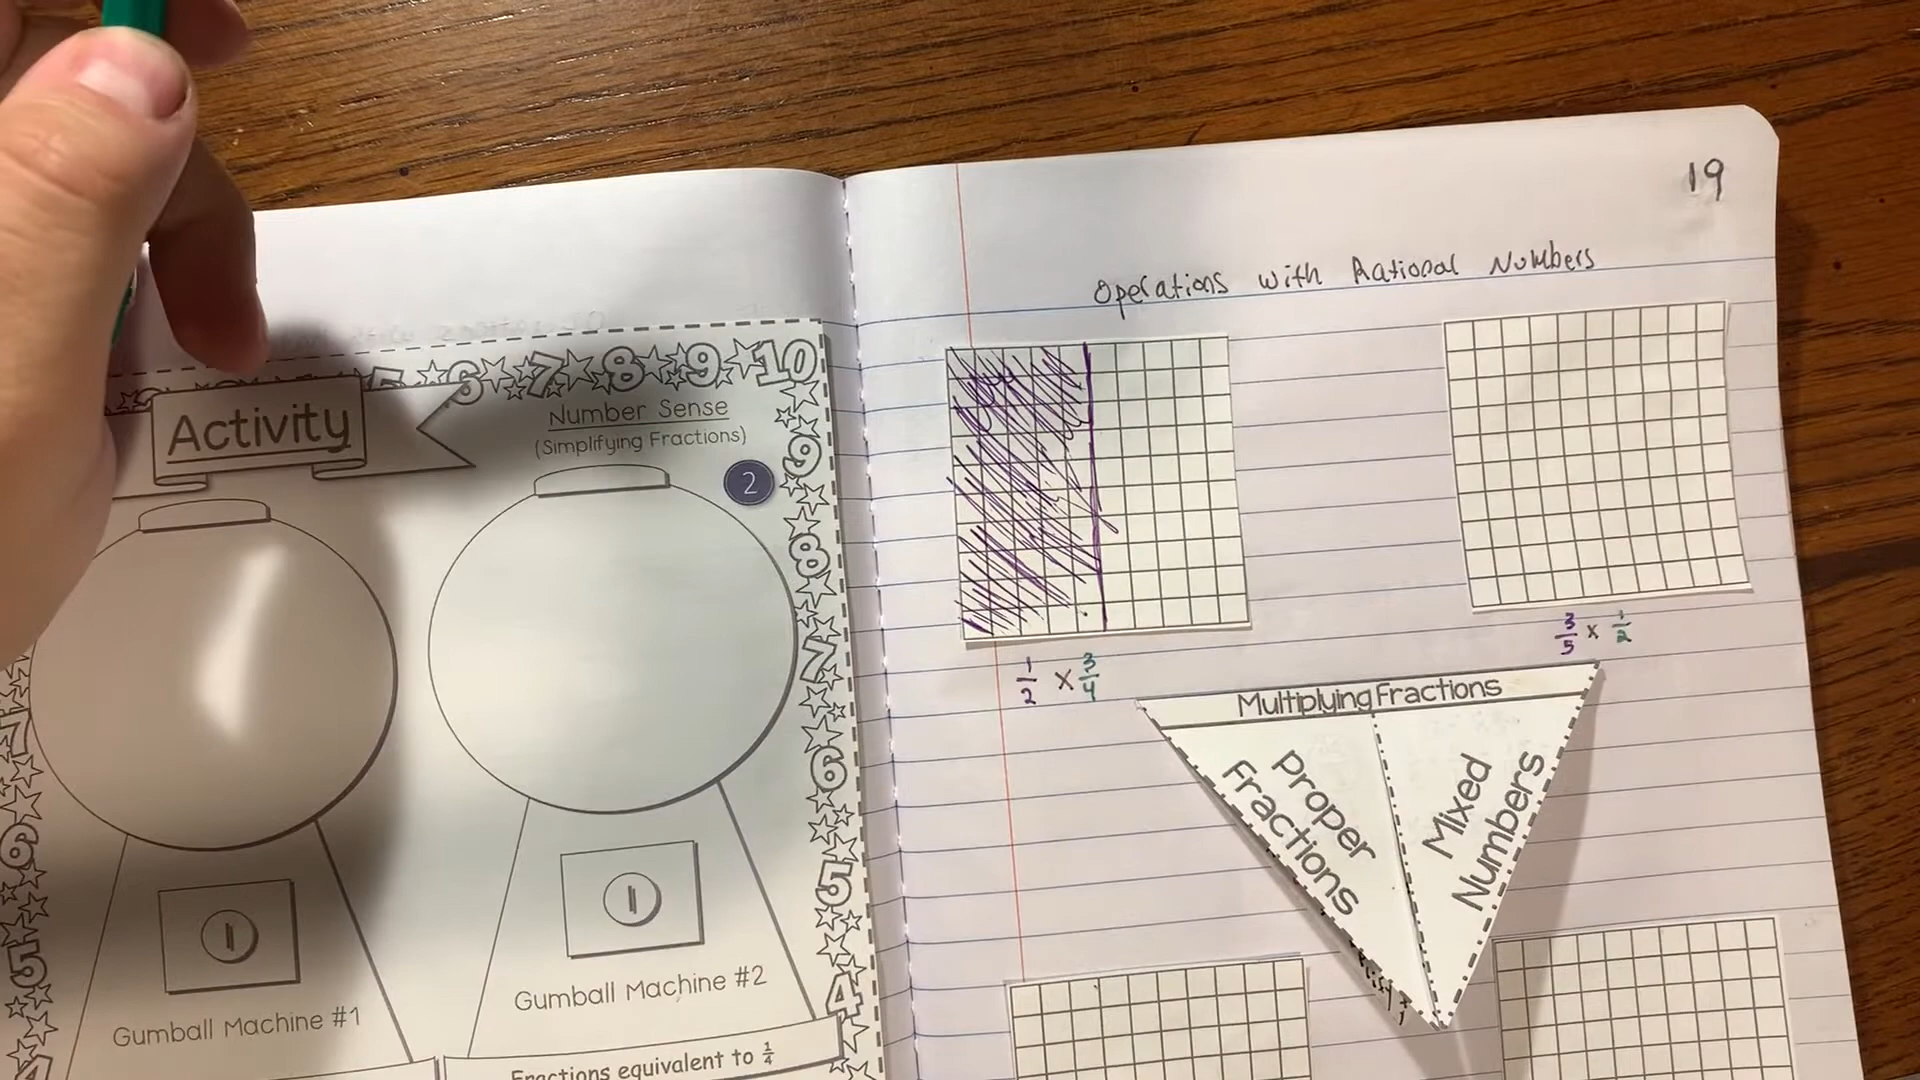 5 6 7 8 9 10
Activity
Number Sense
(Simplifying Fractions)
2
9
8
7
6
5
4
7
6
5
Gumball Machine #1
Gumball Machine #2
Fractions equivalent to 1/4
19
Operations with Rational Numbers
1/2 x 3/4
3/5 x 1/2
Multiplying Fractions
Proper
Fractions
Mixed
Numbers